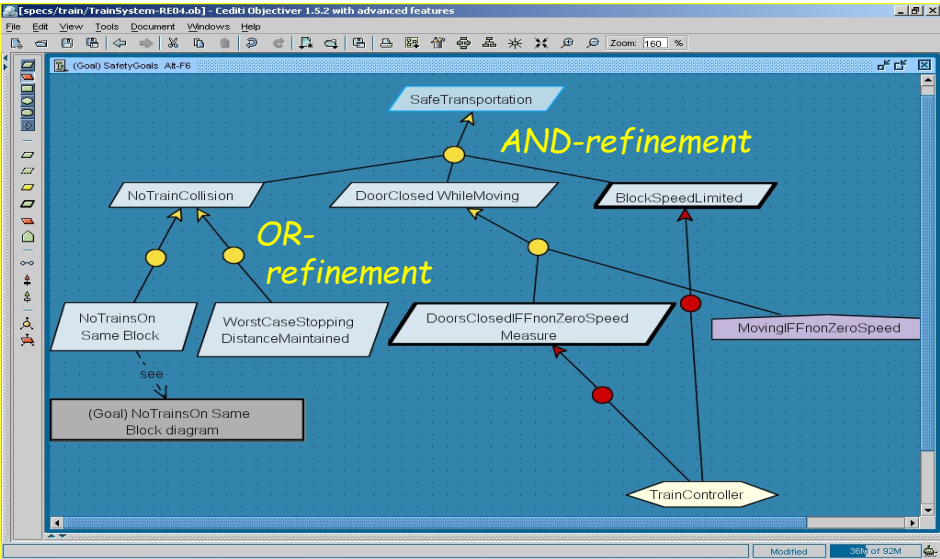 [specs/train/TrainSystem-RE04.ob] - Cediti Objectiver 1.5.2 with advanced features
File Edit View Tools Document Windows Help
Zoom: 160 %
(Goal) SafetyGoals Alt-F6
SafeTransportation
AND-refinement
NoTrainCollision
DoorClosed WhileMoving
BlockSpeedLimited
OR-
refinement
NoTrainsOn
Same Block
WorstCaseStopping
DistanceMaintained
DoorsClosedIFFnonZeroSpeed
Measure
MovingIFFnonZeroSpeed
see
(Goal) NoTrainsOn Same
Block diagram
TrainController
Modified
36M of 92M